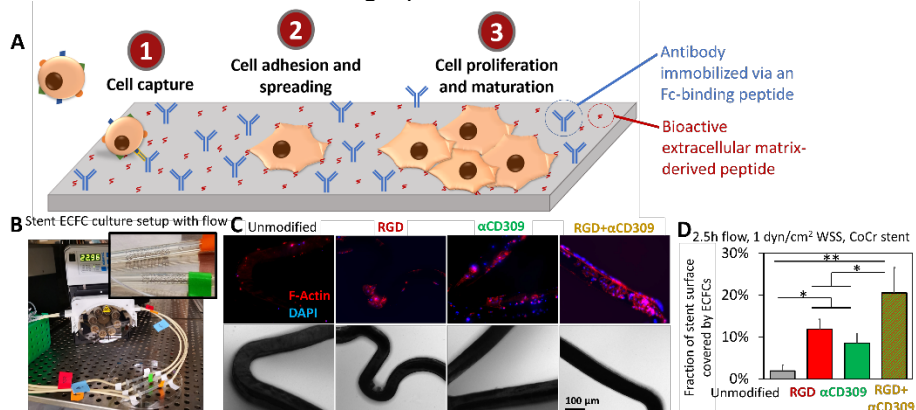 A
1
2
3
Cell capture
Cell adhesion and
spreading
Cell proliferation
and maturation
Antibody
immobilized via an
Fc-binding peptide
Bioactive
extracellular matrix-
derived peptide
B
Stent ECFC culture setup with flow
22.96
C
Unmodified
RGD
αCD309
RGD+αCD309
F-Actin
DAPI
100 μm
D
2.5h flow, 1 dyn/cm² WSS, CoCr stent
Fraction of stent surface
covered by ECFCs
30%
20%
10%
0%
**
*
*
Unmodified
RGD
αCD309
RGD+
αCD309